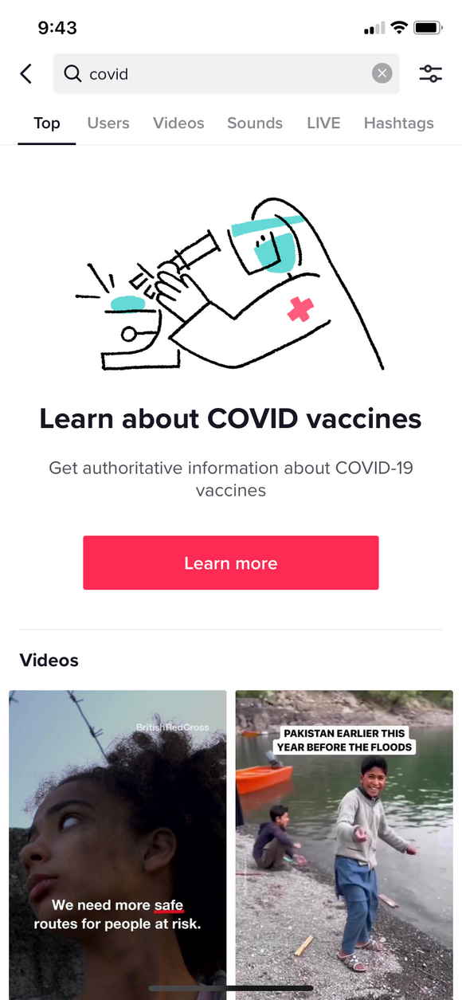 9:43
covid
Top Users Videos Sounds LIVE Hashtags
Learn about COVID vaccines
Get authoritative information about COVID-19
vaccines
Learn more
Videos
BritishRedCross
We need more safe
routes for people at risk.
PAKISTAN EARLIER THIS
YEAR BEFORE THE FLOODS